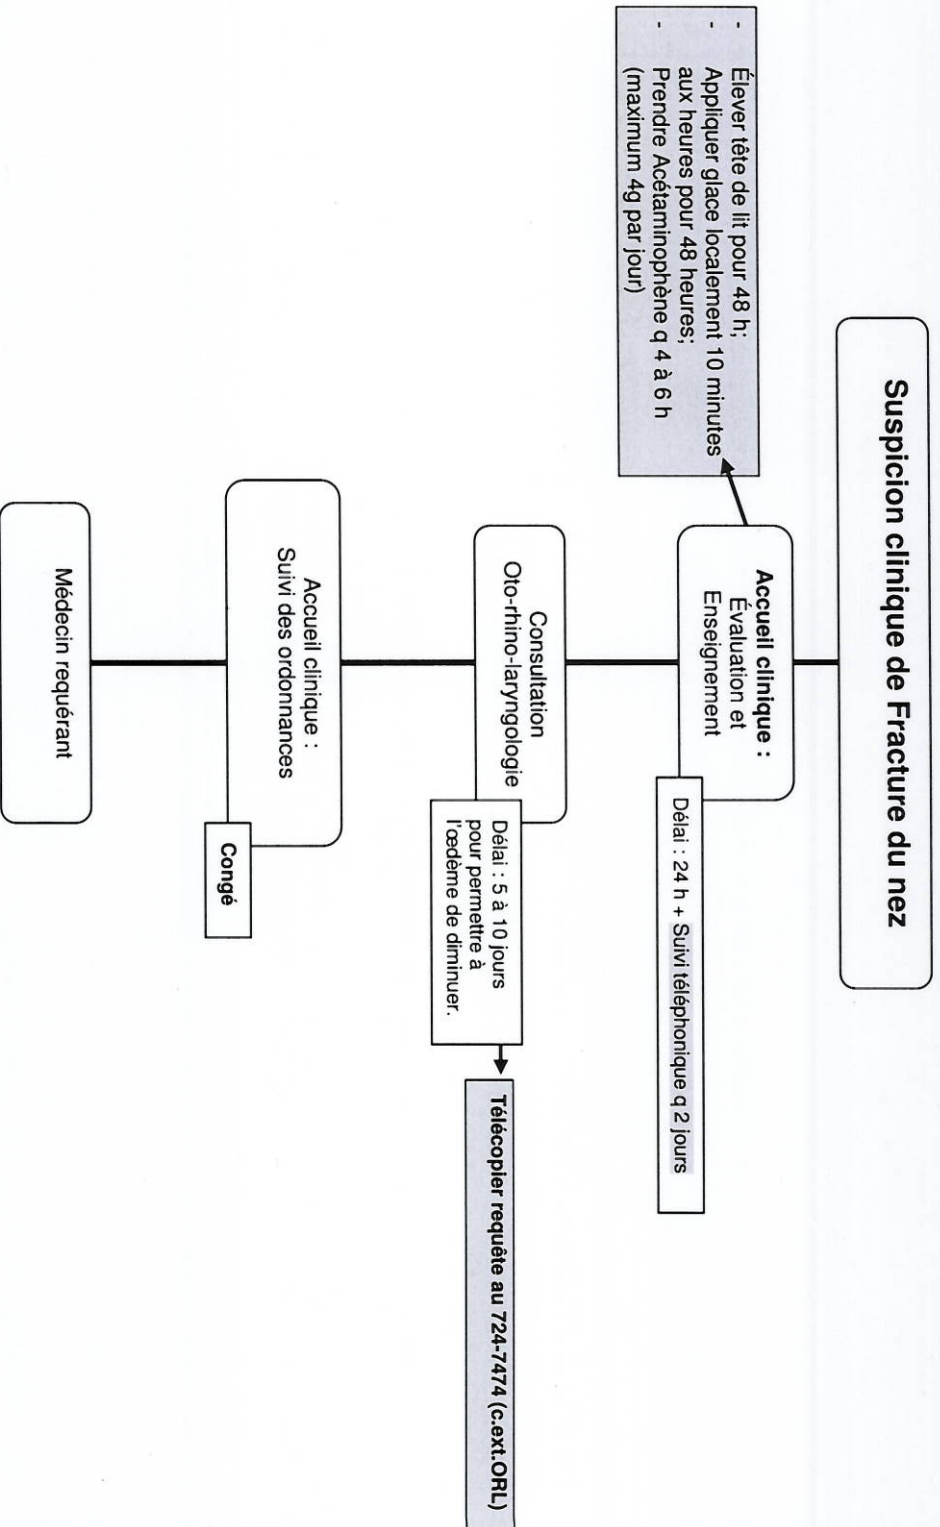 Suspicion clinique de Fracture du nez
Accueil clinique :
Évaluation et
Enseignement
Délai : 24 h + Suivi téléphonique q 2 jours
- Élever tête de lit pour 48 h;
- Appliquer glace localement 10 minutes
aux heures pour 48 heures;
- Prendre Acétaminophène q 4 à 6 h
(maximum 4g par jour)
Consultation
Oto-rhino-laryngologie
Délai : 5 à 10 jours
pour permettre à
l'œdème de diminuer.
Télécopier requête au 724-7474 (c.ext.ORL)
Accueil clinique :
Suivi des ordonnances
Congé
Médecin requérant